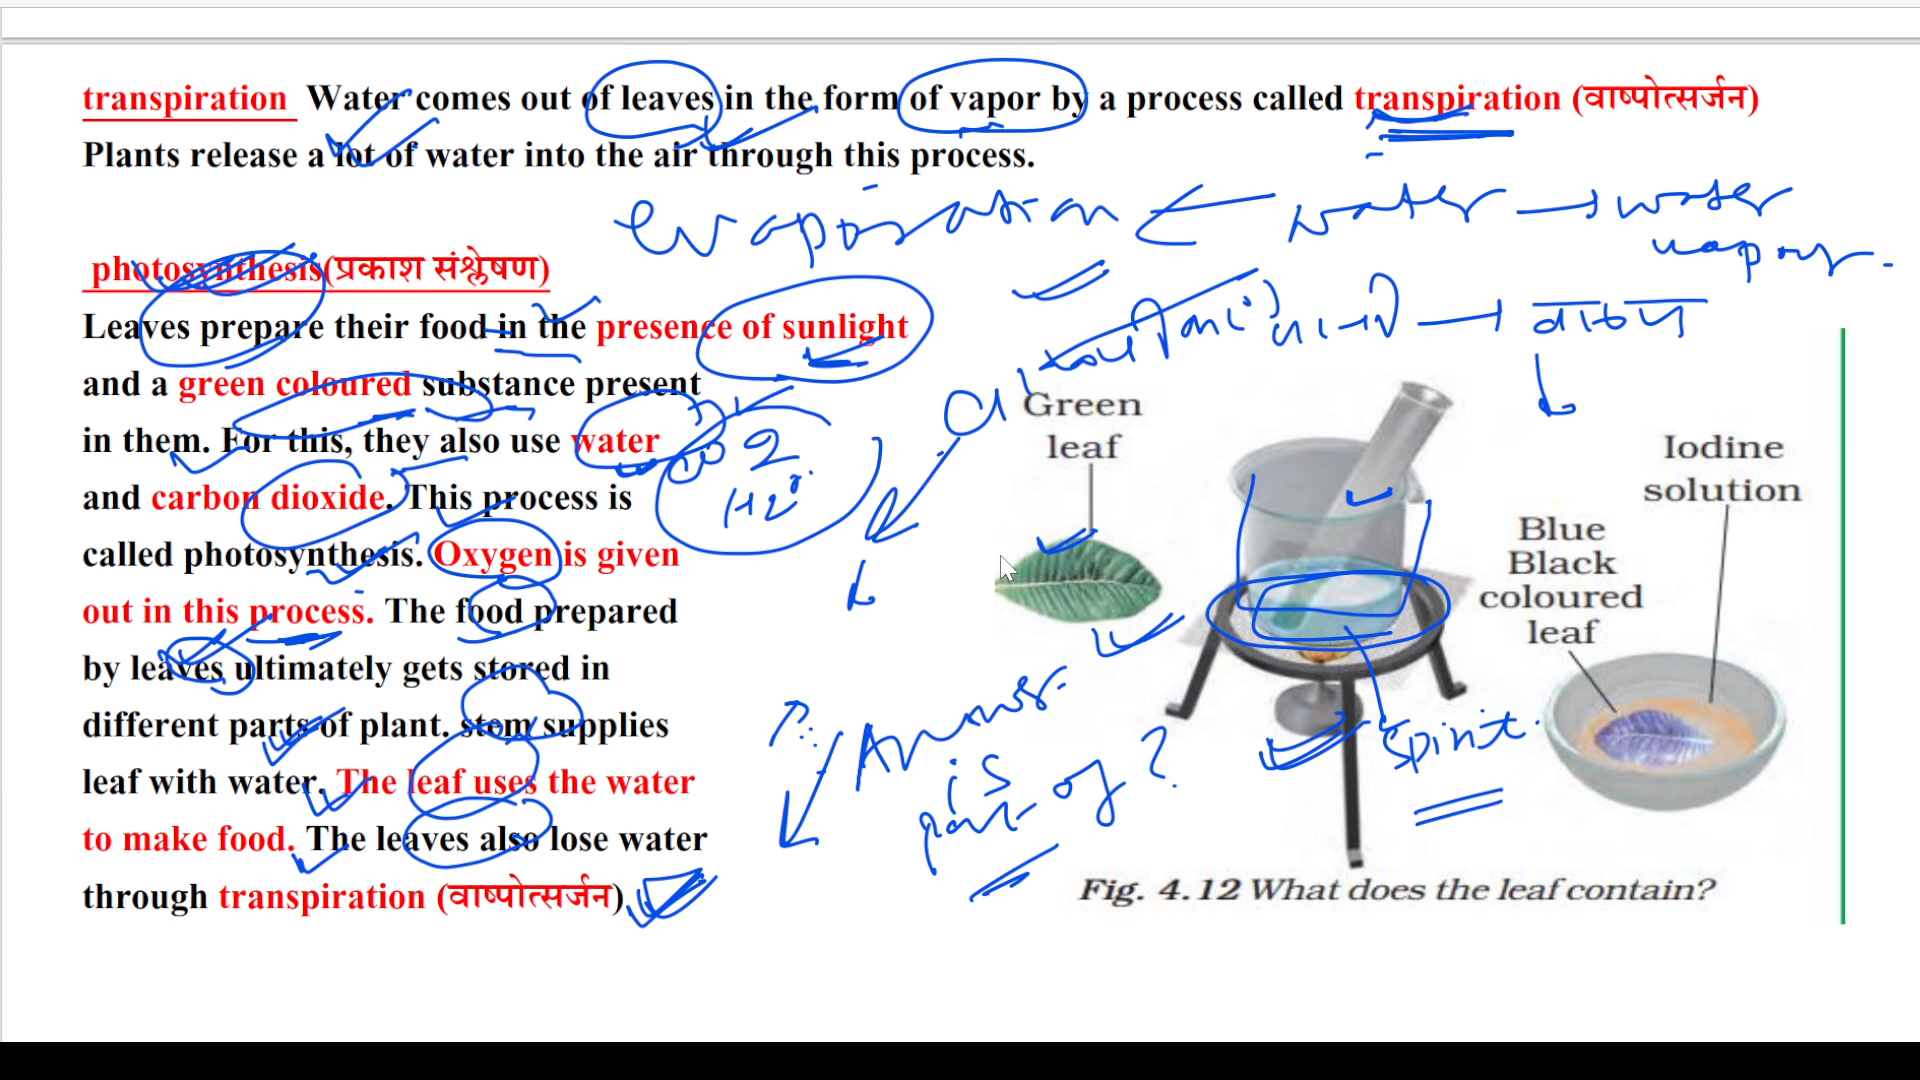 transpiration Water comes out of leaves in the form of vapor by a process called transpiration (वाष्पोत्सर्जन)
Plants release a lot of water into the air through this process.
evaporation ← water → water
vapour.
photosynthesis(प्रकाश संश्लेषण)
Leaves prepare their food in the presence of sunlight
and a green coloured substance present
in them. For this, they also use water
and carbon dioxide. This process is
called photosynthesis. Oxygen is given
out in this process. The food prepared
by leaves ultimately gets stored in
different parts of plant. stem supplies
leaf with water. The leaf uses the water
to make food. The leaves also lose water
through transpiration (वाष्पोत्सर्जन)
Green
leaf
Iodine
solution
Blue
Black
coloured
leaf
spirit
is
part of ?
Fig. 4.12 What does the leaf contain?